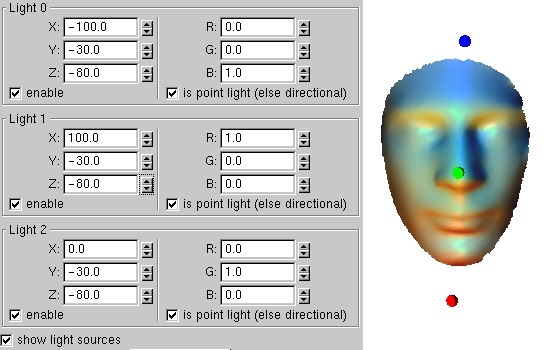 Light 0
X: -100.0 R: 0.0
Y: -30.0 G: 0.0
Z: -80.0 B: 1.0
enable is point light (else directional)
Light 1
X: 100.0 R: 1.0
Y: -30.0 G: 0.0
Z: -80.0 B: 0.0
enable is point light (else directional)
Light 2
X: 0.0 R: 0.0
Y: -30.0 G: 1.0
Z: -80.0 B: 0.0
enable is point light (else directional)
show light sources